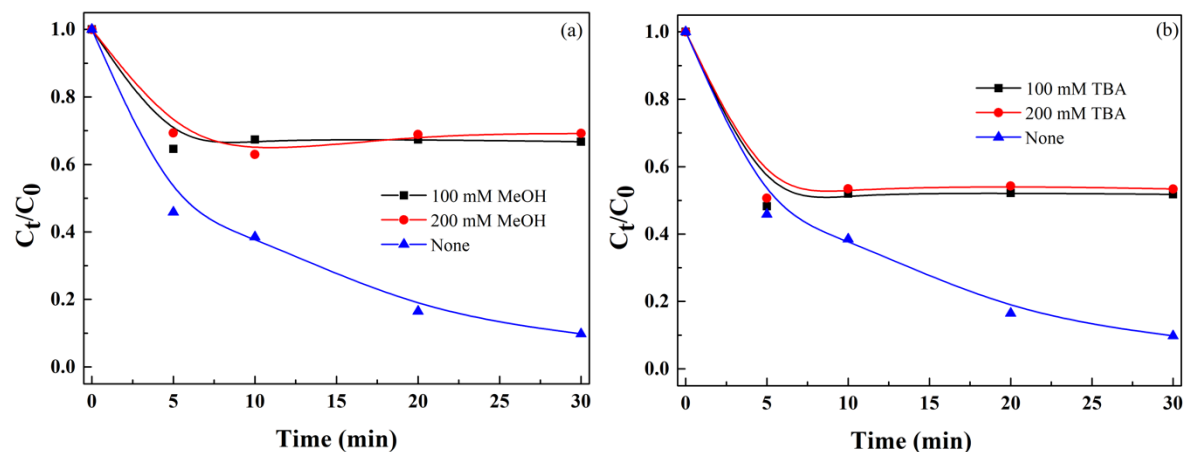 (a)
1.0
0.8
0.6
0.4
0.2
0.0
Ct/C0
100 mM MeOH
200 mM MeOH
None
0 5 10 15 20 25 30
Time (min)
(b)
1.0
0.8
0.6
0.4
0.2
0.0
Ct/C0
100 mM TBA
200 mM TBA
None
0 5 10 15 20 25 30
Time (min)